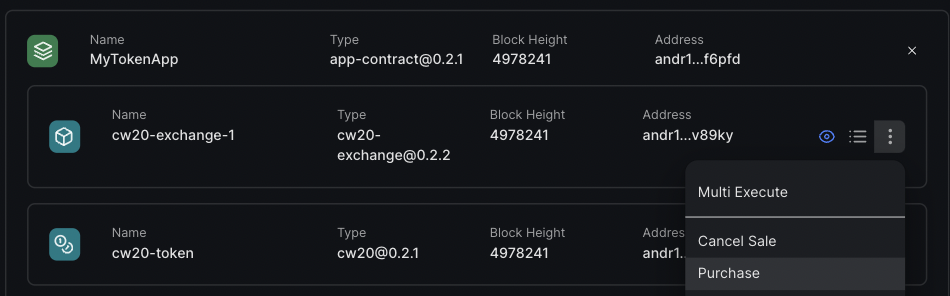 Name Type Block Height Address
MyTokenApp app-contract@0.2.1 4978241 andr1...f6pfd
Name Type Block Height Address
cw20-exchange-1 cw20- 4978241 andr1...v89ky
exchange@0.2.2
Multi Execute
Name Type Block Height Addres
cw20-token cw20@0.2.1 4978241 andr1..
Cancel Sale
Purchase